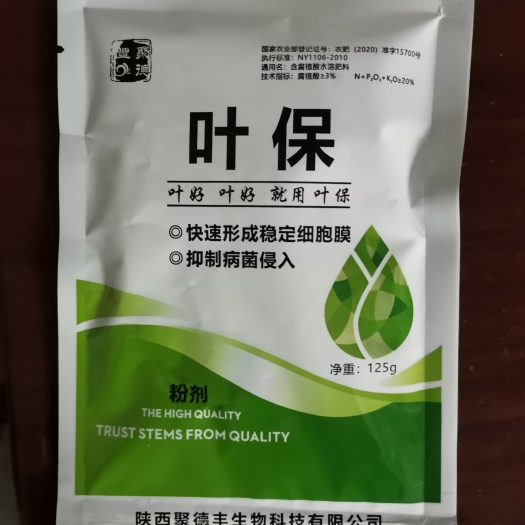 聚德
豐
国家农业部登记证号：农肥（2020）准字15700号
执行标准：NY1106-2010
通用名：含腐植酸水溶肥料
技术指标：腐植酸≥3% N+P₂O₅+K₂O≥20%
叶保
叶好 叶好 就用叶保
◎快速形成稳定细胞膜
◎抑制病菌侵入
净重：125g
粉剂
THE HIGH QUALITY
TRUST STEMS FROM QUALITY
陕西聚德丰生物科技有限公司